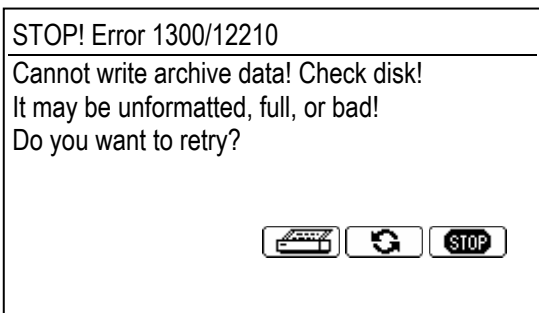 STOP! Error 1300/12210
Cannot write archive data! Check disk!
It may be unformatted, full, or bad!
Do you want to retry?
STOP